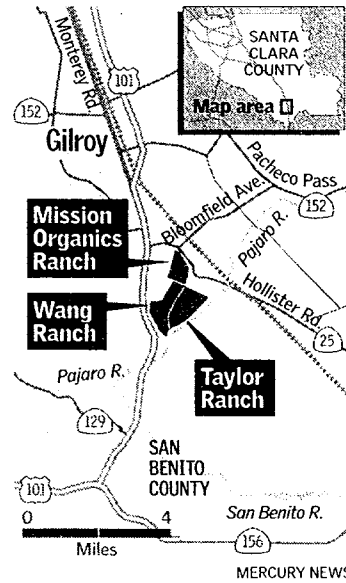 SANTA
CLARA
COUNTY
Map area
Monterey Rd
101
152
Gilroy
Pacheco Pass
152
Bloomfield Ave.
Pajaro R.
Mission
Organics
Ranch
Hollister Rd.
25
Wang
Ranch
Taylor
Ranch
Pajaro R.
129
SAN
BENITO
COUNTY
101
0 4
Miles
San Benito R.
156
MERCURY NEWS